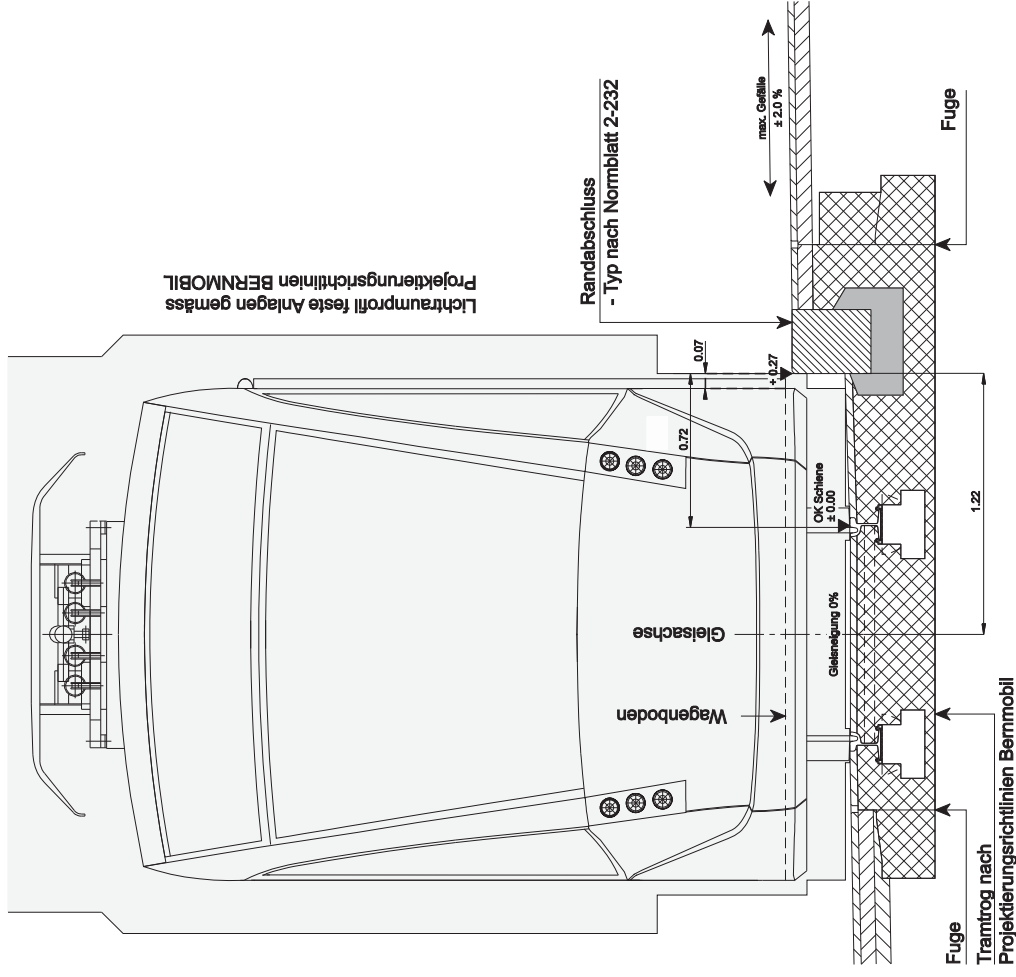 Lichtraumprofil feste Anlagen gemäss
Projektierungsrichtlinien BERNMOBIL
Randabschluss
- Typ nach Normblatt 2-232
max. Gefälle
± 2.0 %
Fuge
0.07
+ 0.27
0.72
OK Schiene
± 0.00
1.22
Gleisachse
Gleisneigung 0%
Wagenboden
Fuge
Tramtrog nach
Projektierungsrichtlinien Bernmobil